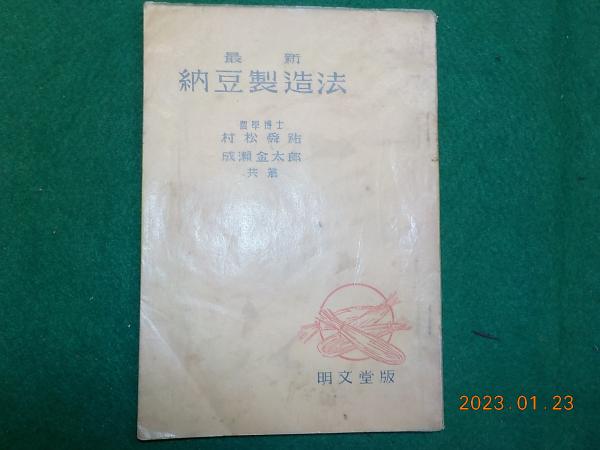 最新
納豆製造法
農學博士
村松舜祐
成瀬金太郎
共著
明文堂版
2023.01.23